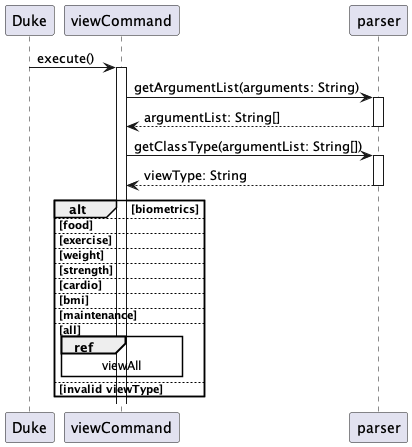 Duke viewCommand parser
execute()
getArgumentList(arguments: String)
argumentList: String[]
getClassType(argumentList: String[])
viewType: String
alt [biometrics]
[food]
[exercise]
[weight]
[strength]
[cardio]
[bmi]
[maintenance]
[all]
ref
viewAll
[invalid viewType]
Duke viewCommand parser